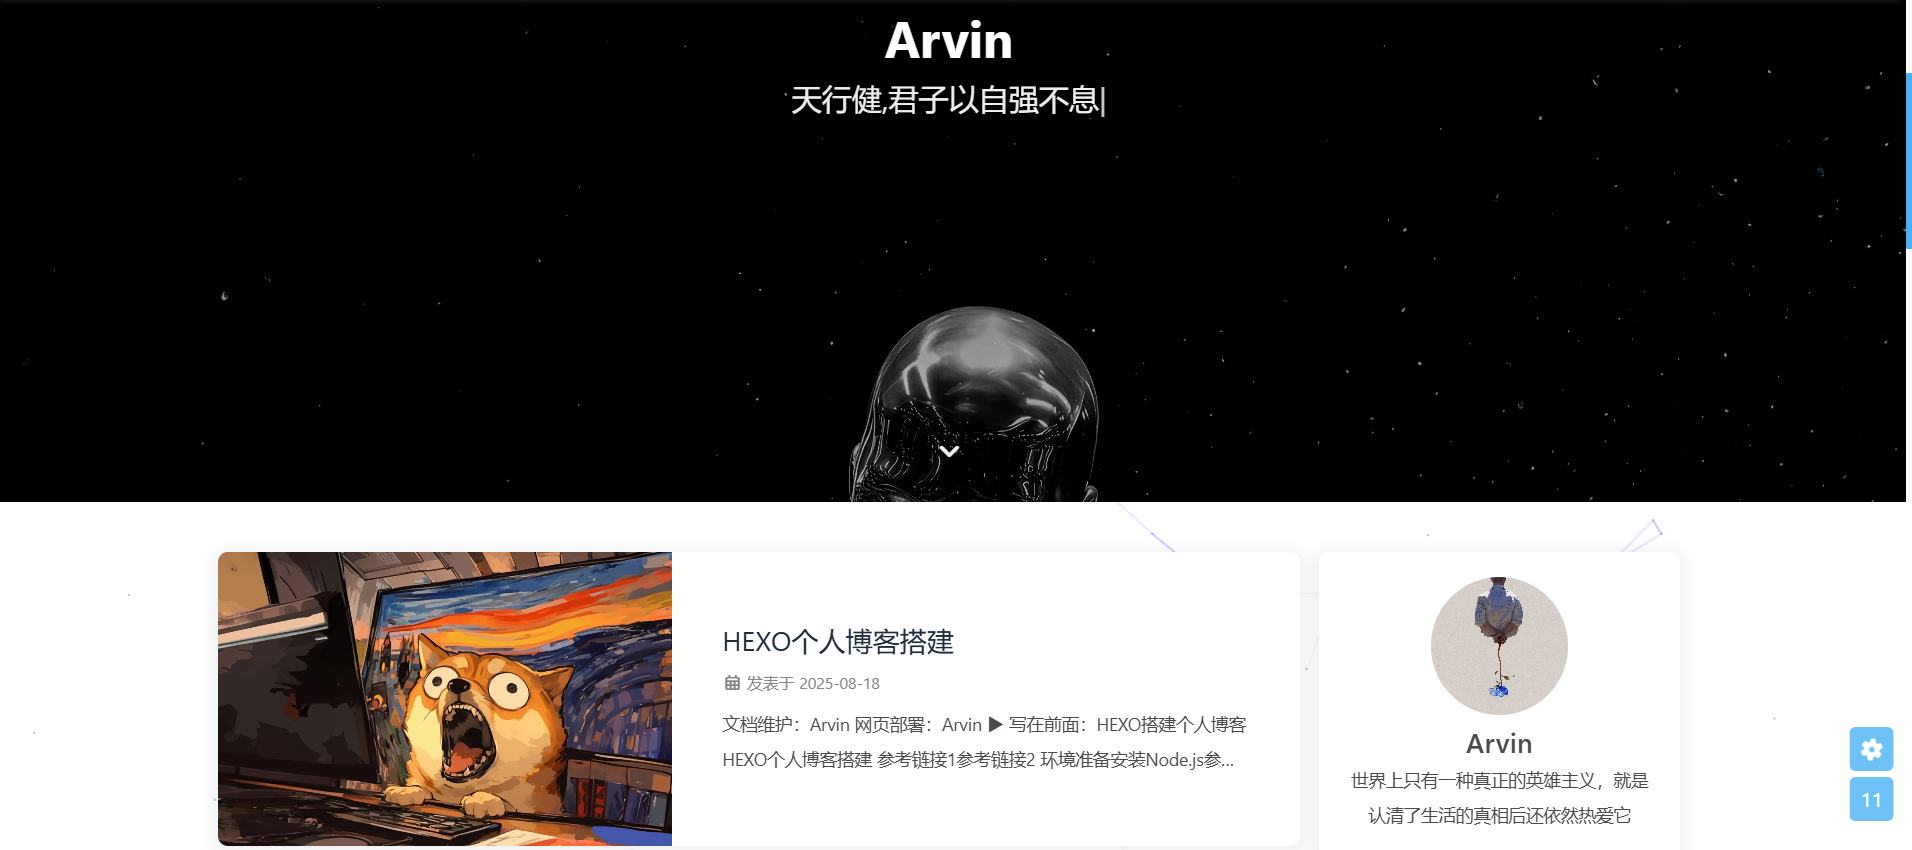 Arvin
天行健,君子以自强不息|
HEXO个人博客搭建
发表于 2025-08-18
文档维护：Arvin 网页部署：Arvin ▶ 写在前面：HEXO搭建个人博客
HEXO个人博客搭建 参考链接1参考链接2 环境准备安装Node.js参...
Arvin
世界上只有一种真正的英雄主义，就是
认清了生活的真相后还依然热爱它
11